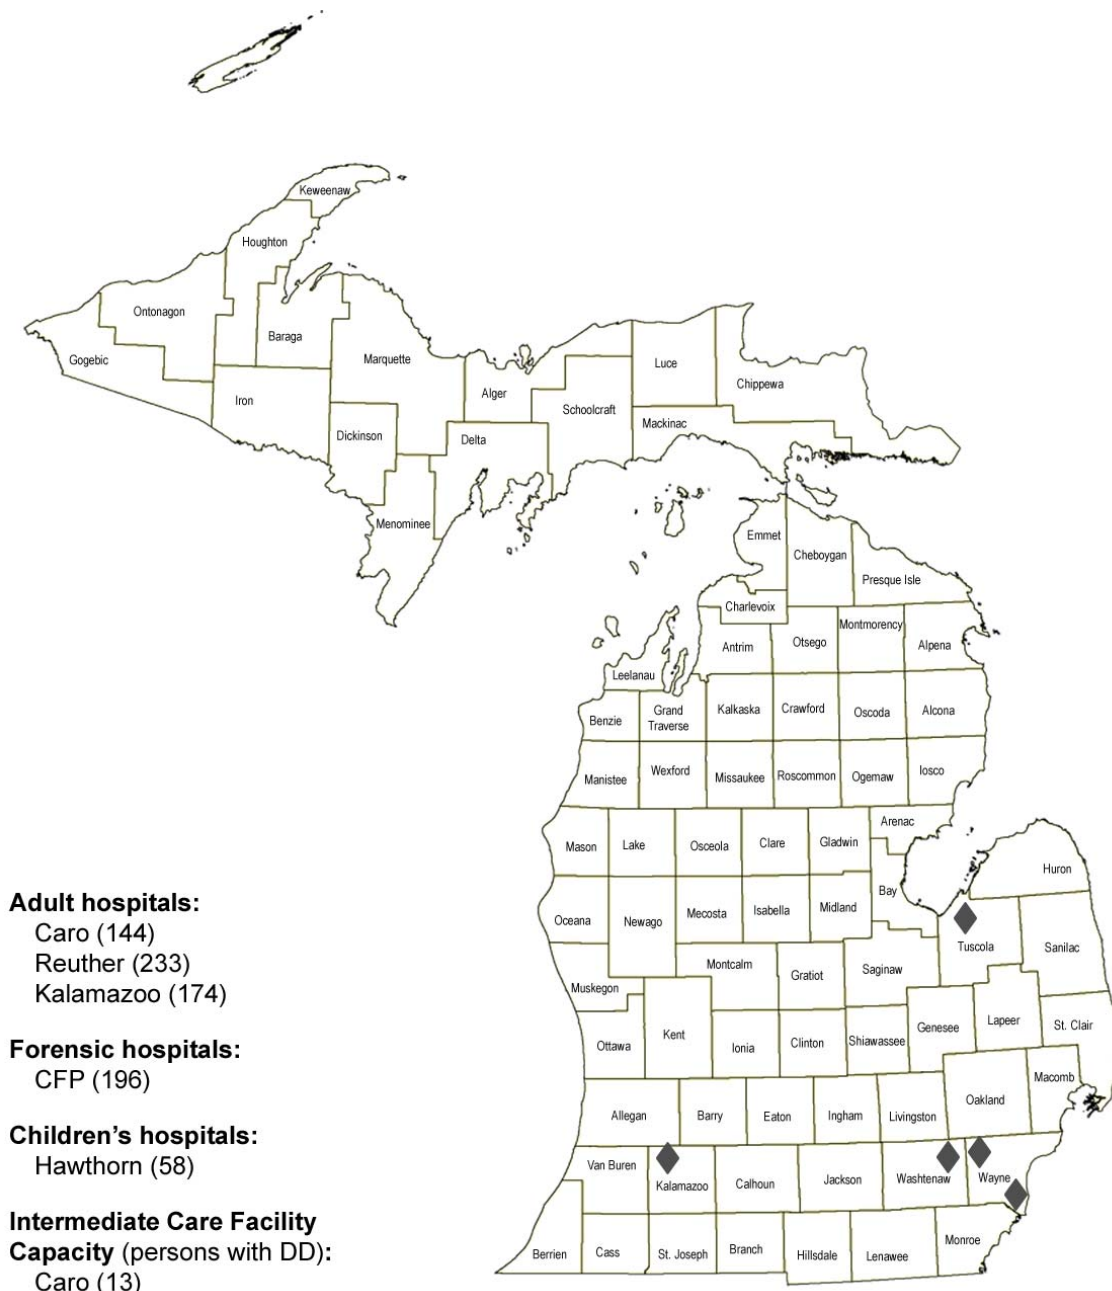 Keweenaw
Houghton
Ontonagon
Baraga
Gogebic
Marquette
Luce
Chippewa
Alger
Iron
Schoolcraft
Mackinac
Dickinson
Delta
Menominee
Emmet
Cheboygan
Presque Isle
Charlevoix
Montmorency
Antrim
Otsego
Alpena
Leelanau
Benzie
Grand
Traverse
Kalkaska
Crawford
Oscoda
Alcona
Manistee
Wexford
Missaukee
Roscommon
Ogemaw
Iosco
Arenac
Mason
Lake
Osceola
Clare
Gladwin
Huron
Bay
Oceana
Newago
Mecosta
Isabella
Midland
Tuscola
Sanilac
Montcalm
Gratiot
Saginaw
Muskegon
Kent
Ottawa
Ionia
Clinton
Shiawassee
Genesee
Lapeer
St. Clair
Macomb
Oakland
Allegan
Barry
Eaton
Ingham
Livingston
Van Buren
Kalamazoo
Calhoun
Jackson
Washtenaw
Wayne
Berrien
Cass
St. Joseph
Branch
Hillsdale
Lenawee
Monroe
Adult hospitals:
Caro (144)
Reuther (233)
Kalamazoo (174)
Forensic hospitals:
CFP (196)
Children’s hospitals:
Hawthorn (58)
Intermediate Care Facility
Capacity (persons with DD):
Caro (13)